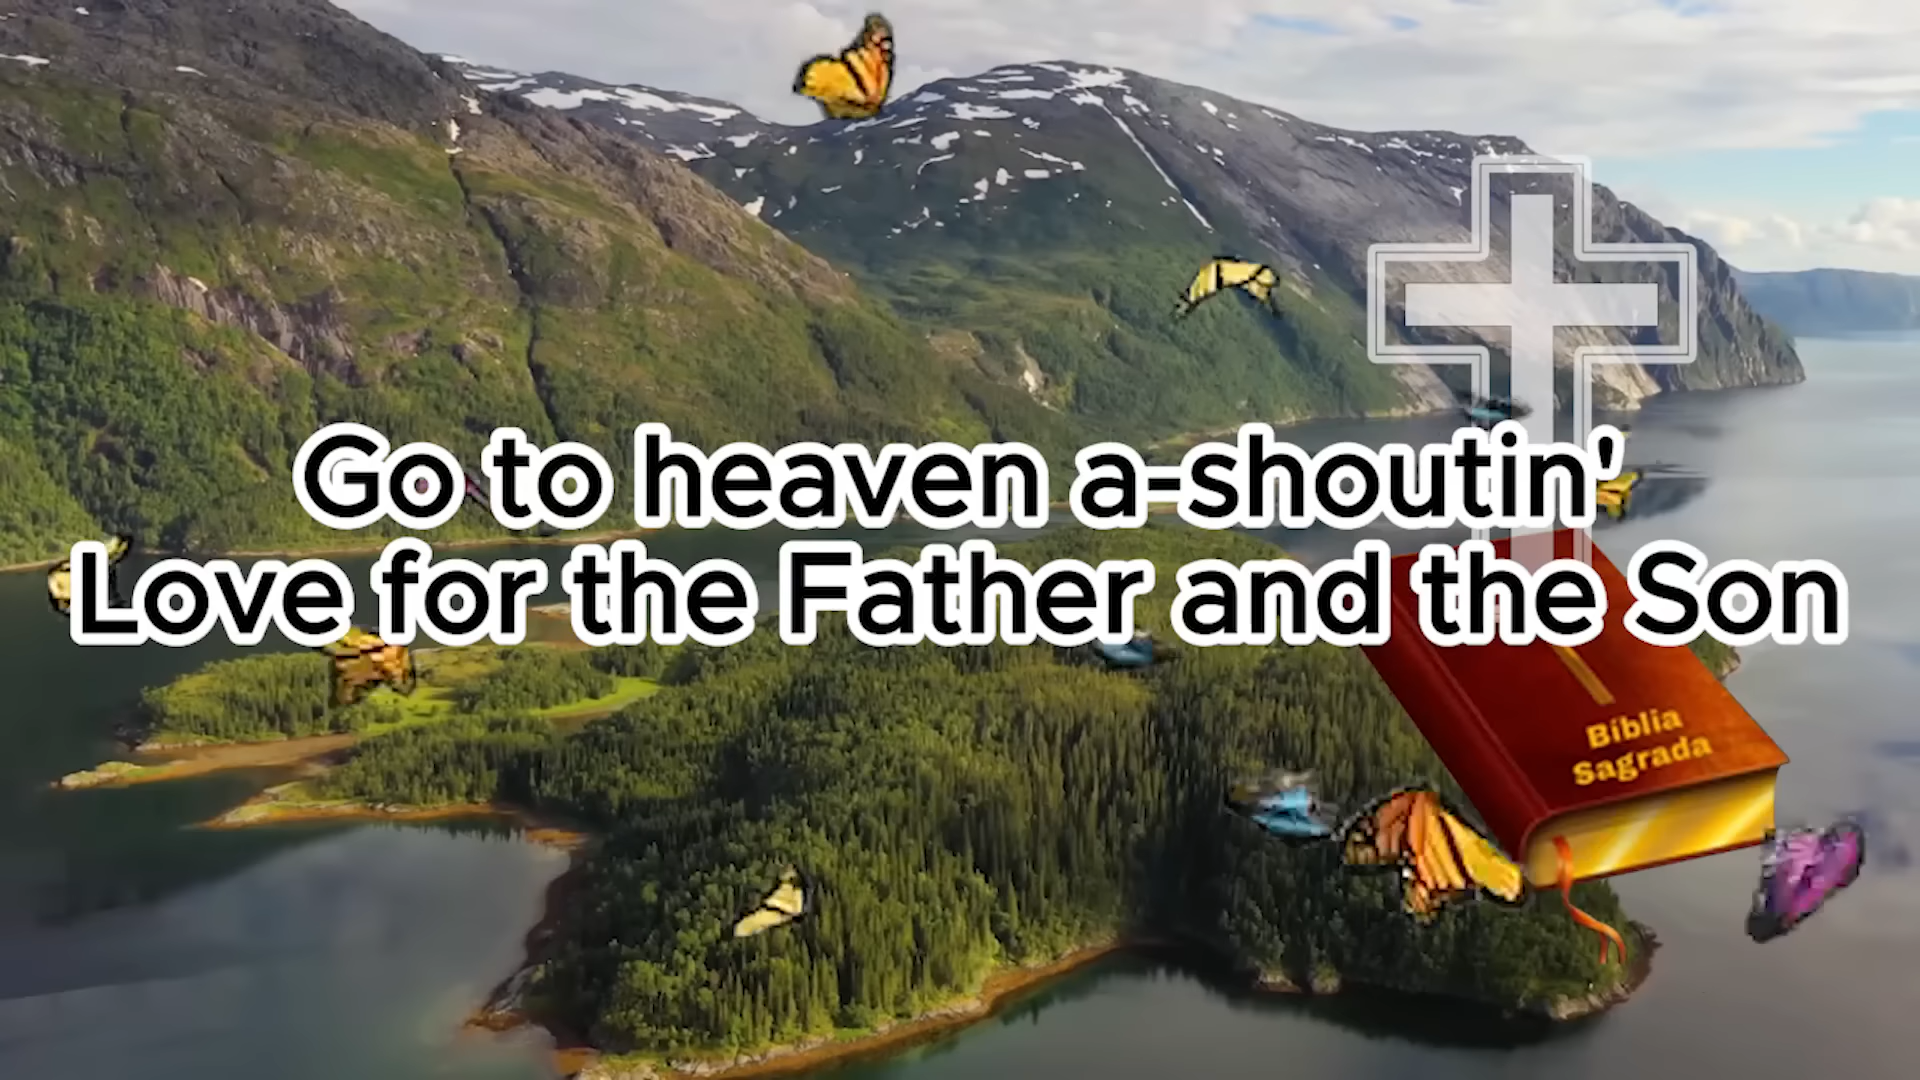 Go to heaven a-shoutin'
Love for the Father and the Son
Bíblia
Sagrada